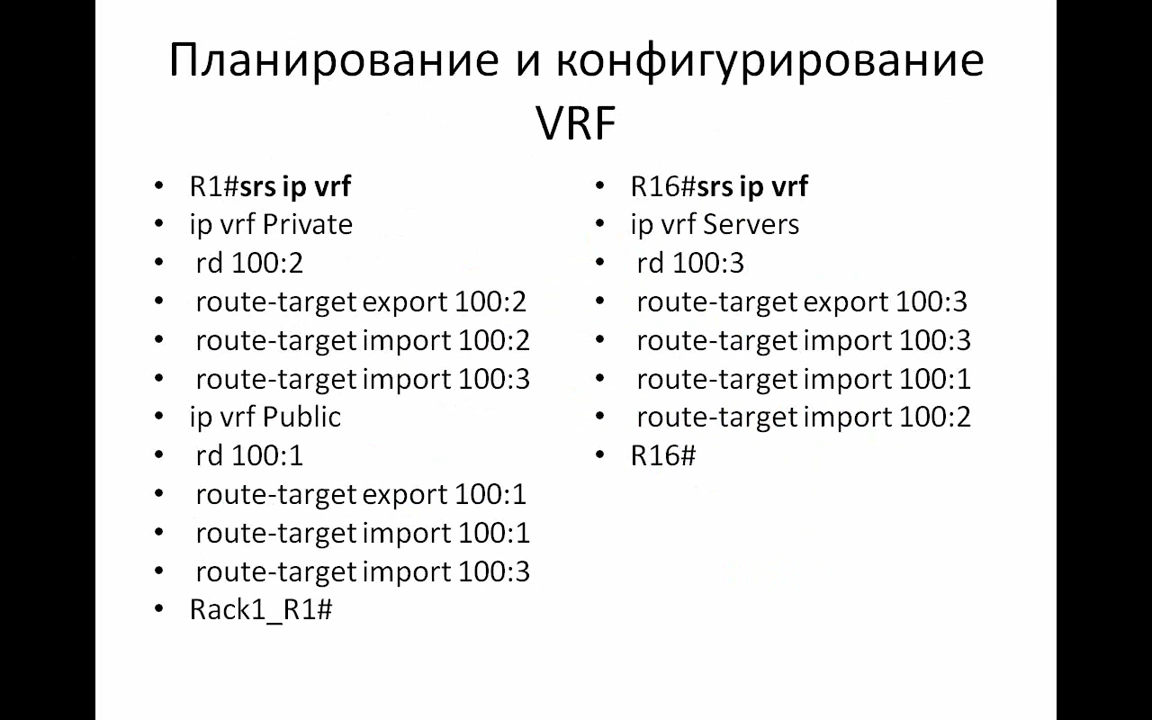 Планирование и конфигурирование
VRF
• R1#srs ip vrf
• ip vrf Private
• rd 100:2
• route-target export 100:2
• route-target import 100:2
• route-target import 100:3
• ip vrf Public
• rd 100:1
• route-target export 100:1
• route-target import 100:1
• route-target import 100:3
• Rack1_R1#
• R16#srs ip vrf
• ip vrf Servers
• rd 100:3
• route-target export 100:3
• route-target import 100:3
• route-target import 100:1
• route-target import 100:2
• R16#